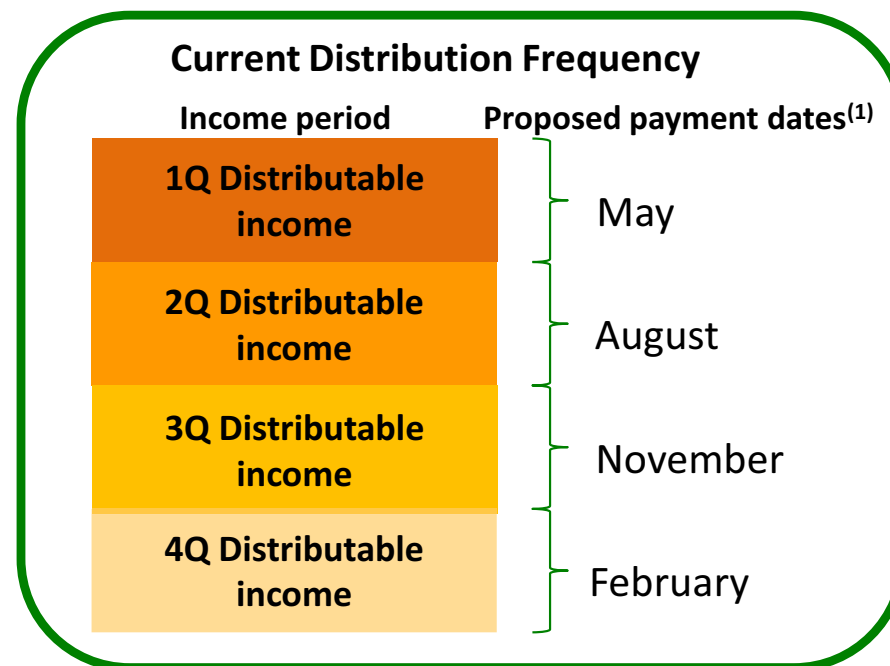 Current Distribution Frequency
Income period Proposed payment dates(1)
1Q Distributable
income
May
2Q Distributable
income
August
3Q Distributable
income
November
4Q Distributable
income
February